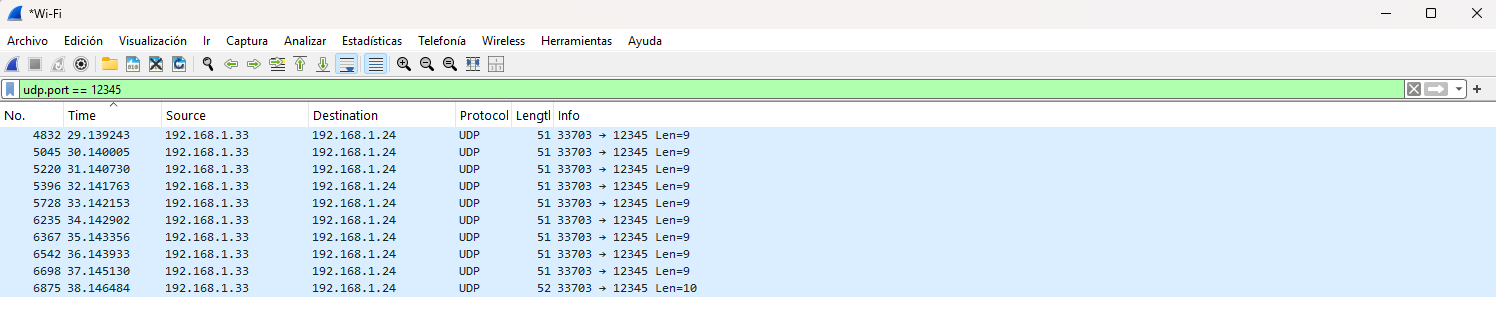 *Wi-Fi
Archivo Edición Visualización Ir Captura Analizar Estadísticas Telefonía Wireless Herramientas Ayuda
udp.port == 12345
No. Time Source Destination Protocol Lengtl Info
4832 29.139243 192.168.1.33 192.168.1.24 UDP 51 33703 → 12345 Len=9
5045 30.140005 192.168.1.33 192.168.1.24 UDP 51 33703 → 12345 Len=9
5220 31.140730 192.168.1.33 192.168.1.24 UDP 51 33703 → 12345 Len=9
5396 32.141763 192.168.1.33 192.168.1.24 UDP 51 33703 → 12345 Len=9
5728 33.142153 192.168.1.33 192.168.1.24 UDP 51 33703 → 12345 Len=9
6235 34.142902 192.168.1.33 192.168.1.24 UDP 51 33703 → 12345 Len=9
6367 35.143356 192.168.1.33 192.168.1.24 UDP 51 33703 → 12345 Len=9
6542 36.143933 192.168.1.33 192.168.1.24 UDP 51 33703 → 12345 Len=9
6698 37.145130 192.168.1.33 192.168.1.24 UDP 51 33703 → 12345 Len=9
6875 38.146484 192.168.1.33 192.168.1.24 UDP 52 33703 → 12345 Len=10